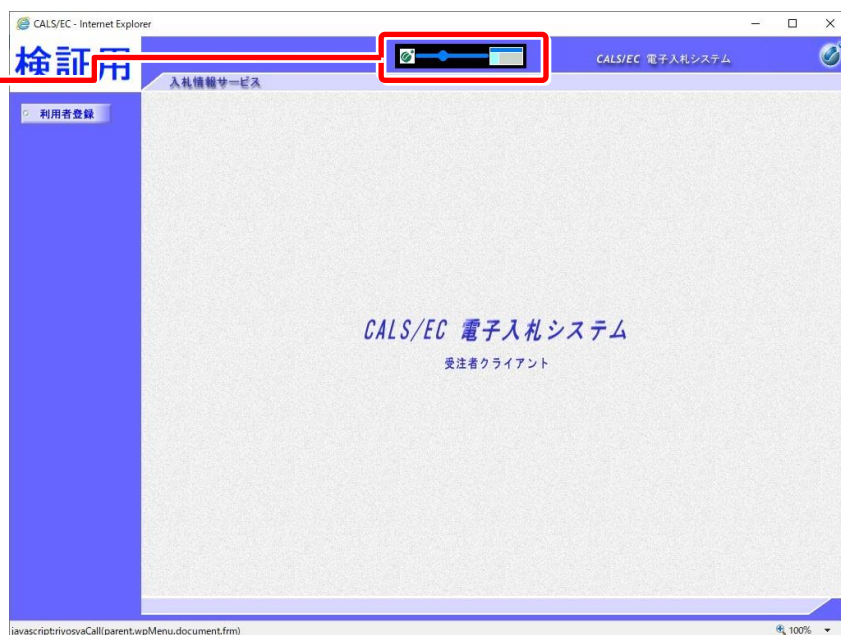 CALS/EC - Internet Explorer
検証用
CALS/EC 電子入札システム
入札情報サービス
利用者登録
CALS/EC 電子入札システム
受注者クライアント
javascript:riyosyaCall(parent.wpMenu.document.frm)
100%